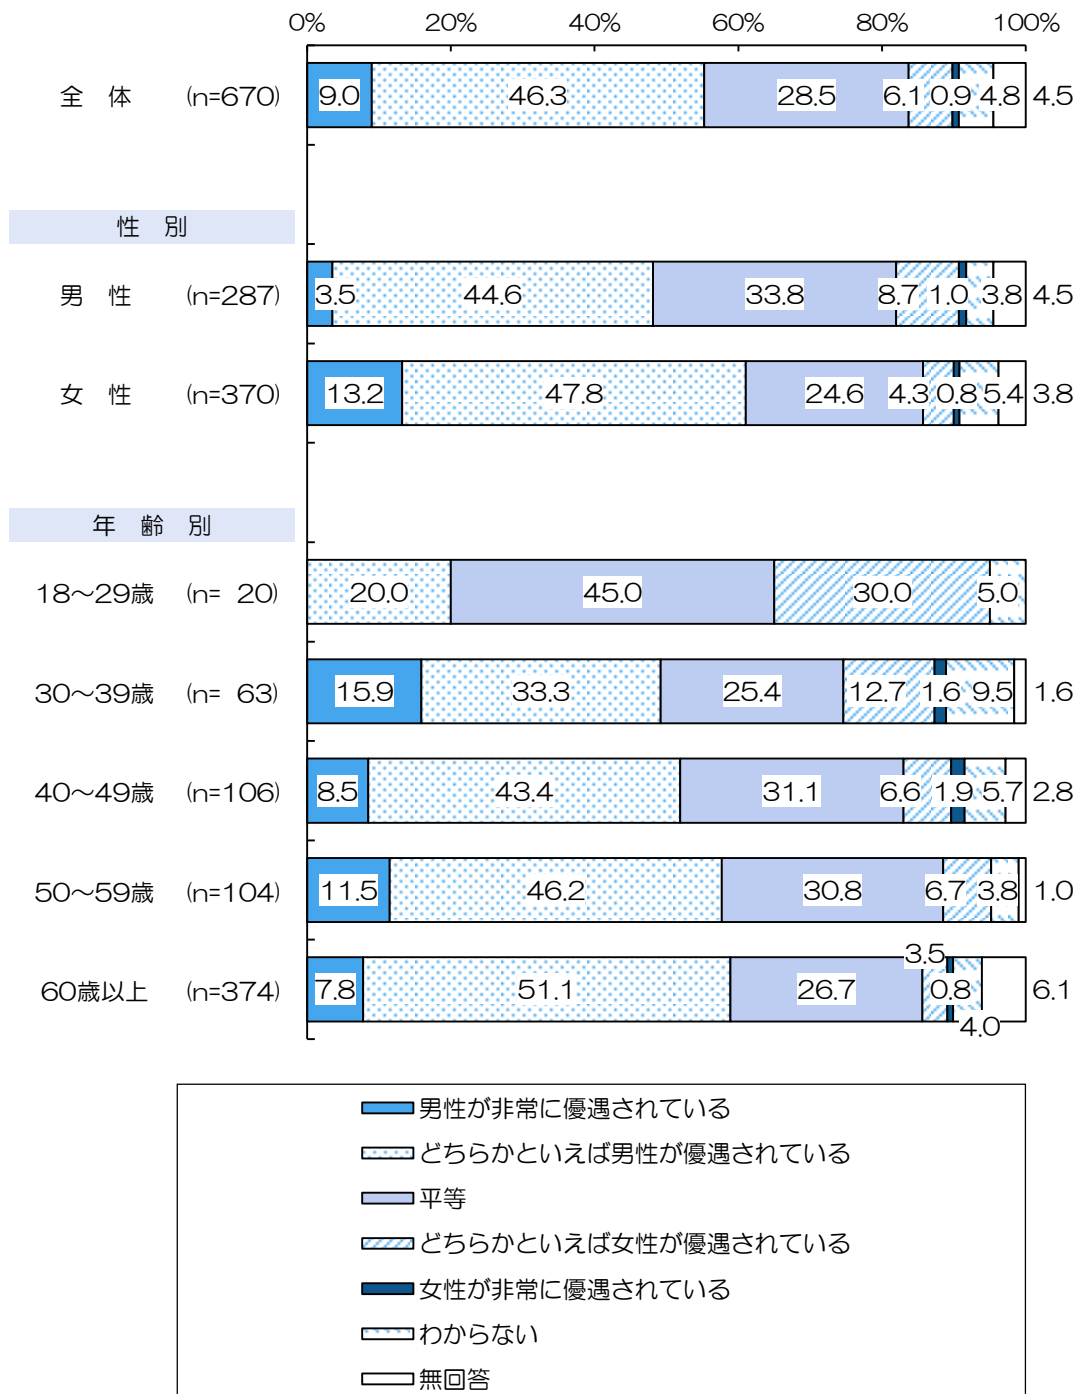 0% 20% 40% 60% 80% 100%
全 体 (n=670) 9.0 46.3 28.5 6.1 0.9 4.8 4.5
性 別
男 性 (n=287) 3.5 44.6 33.8 8.7 1.0 3.8 4.5
女 性 (n=370) 13.2 47.8 24.6 4.3 0.8 5.4 3.8
年 齢 別
18～29歳 (n= 20) 20.0 45.0 30.0 5.0
30～39歳 (n= 63) 15.9 33.3 25.4 12.7 1.6 9.5 1.6
40～49歳 (n=106) 8.5 43.4 31.1 6.6 1.9 5.7 2.8
50～59歳 (n=104) 11.5 46.2 30.8 6.7 3.8 1.0
60歳以上 (n=374) 7.8 51.1 26.7 3.5 0.8 4.0 6.1
男性が非常に優遇されている
どちらかといえば男性が優遇されている
平等
どちらかといえば女性が優遇されている
女性が非常に優遇されている
わからない
無回答